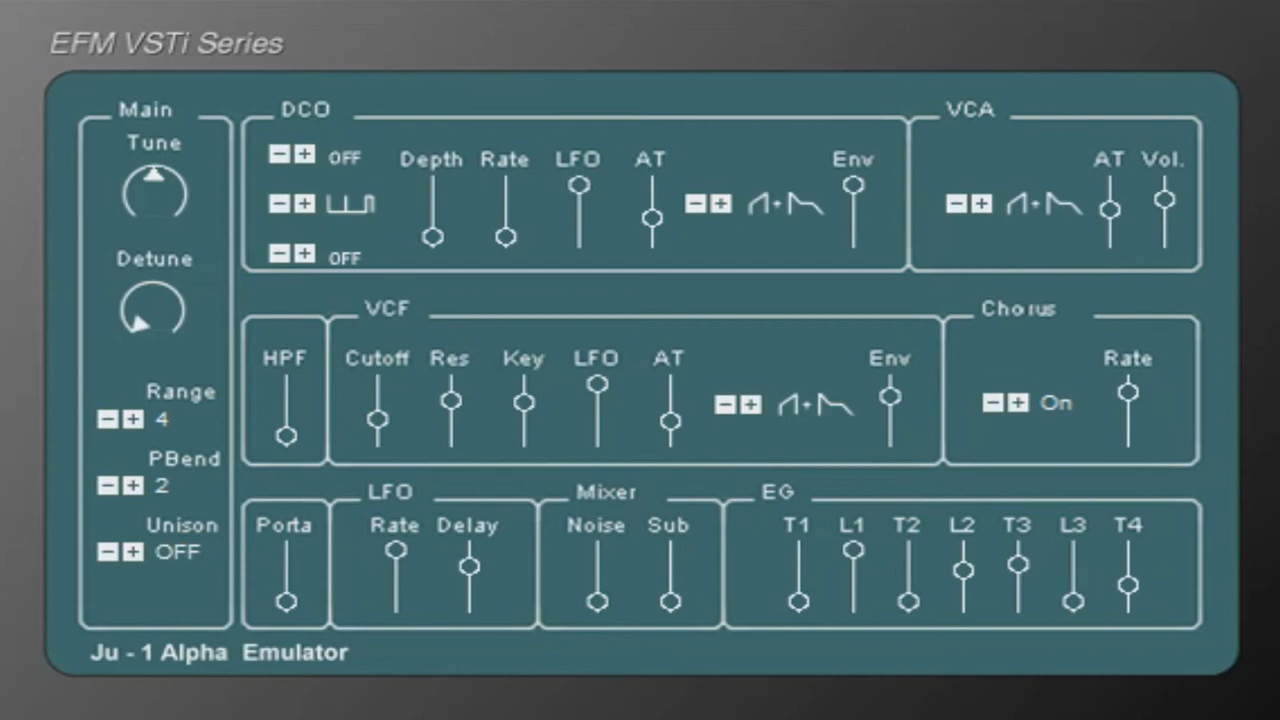 EFM VSTi Series
Main
DCO
VCA
Tune
OFF
Depth Rate LFO AT Env
AT Vol.
OFF
Detune
VCF
Chorus
HPF
Cutoff Res Key LFO AT Env
Rate
On
Range
4
PBend
2
Unison
OFF
LFO
Mixer
EG
Porta
Rate Delay
Noise Sub
T1 L1 T2 L2 T3 L3 T4
Ju - 1 Alpha Emulator